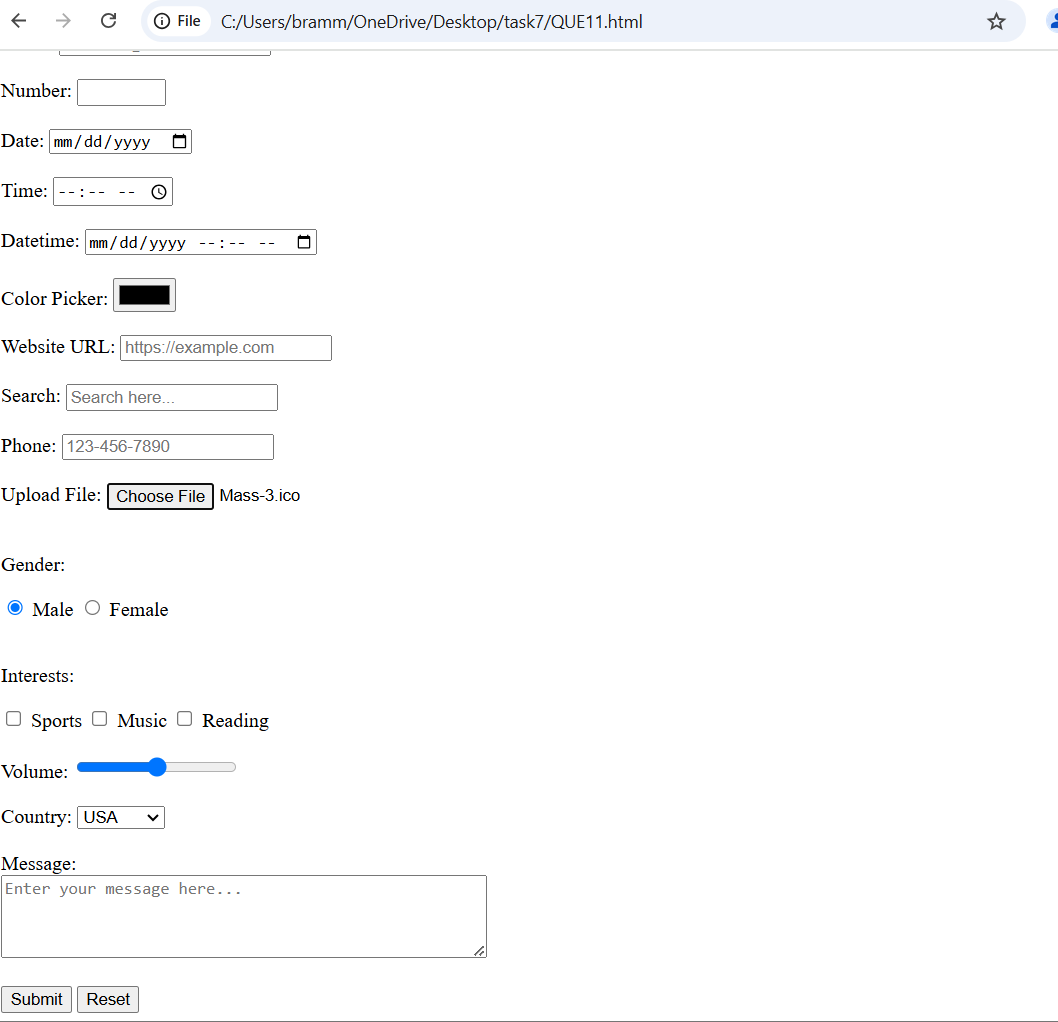 File C:/Users/bramm/OneDrive/Desktop/task7/QUE11.html
Number:
Date: mm/dd/yyyy
Time: --:-- --
Datetime: mm/dd/yyyy --:-- --
Color Picker:
Website URL: https://example.com
Search: Search here...
Phone: 123-456-7890
Upload File: Choose File Mass-3.ico
Gender:
Male Female
Interests:
Sports Music Reading
Volume:
Country: USA
Message:
Enter your message here...
Submit Reset